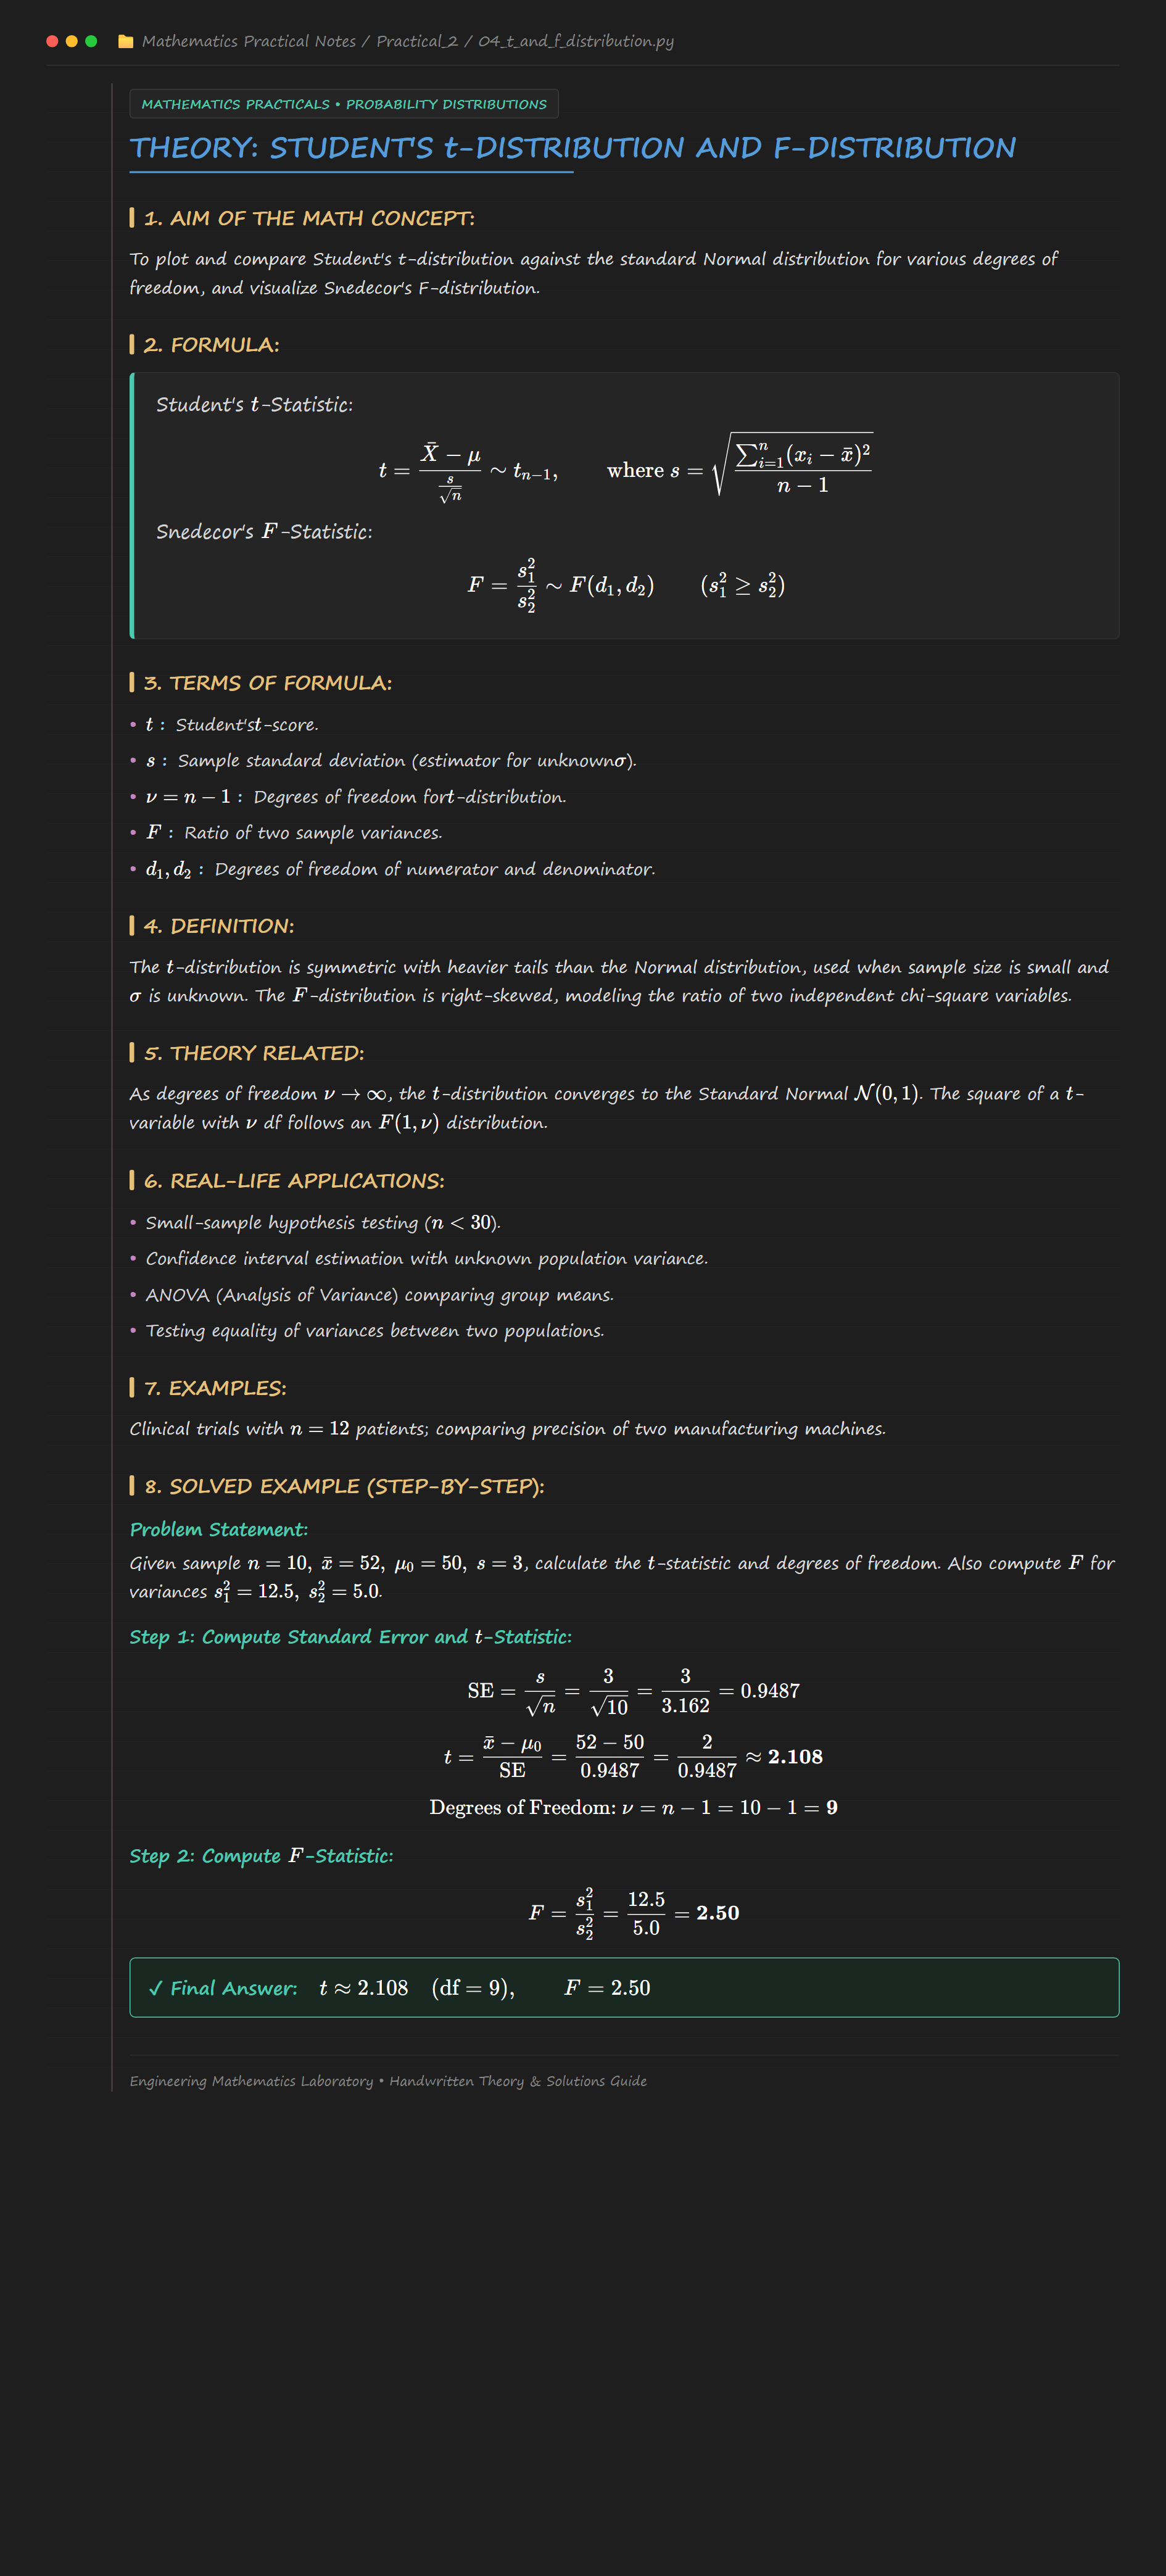 Mathematics Practical Notes / Practical_2 / 04_t_and_f_distribution.py
MATHEMATICS PRACTICALS • PROBABILITY DISTRIBUTIONS
THEORY: STUDENT'S t-DISTRIBUTION AND F-DISTRIBUTION
1. AIM OF THE MATH CONCEPT:
To plot and compare Student's t-distribution against the standard Normal distribution for various degrees of
freedom, and visualize Snedecor's F-distribution.
2. FORMULA:
Student's t-Statistic:
t = (X̄ − μ) / (s/√n) ∼ tₙ₋₁, where s = √(∑ᵢ₌₁ⁿ(xᵢ − x̄)² / (n − 1))
Snedecor's F-Statistic:
F = s₁²/s₂² ∼ F(d₁, d₂) (s₁² ≥ s₂²)
3. TERMS OF FORMULA:
• t : Student'st-score.
• s : Sample standard deviation (estimator for unknownσ).
• ν = n − 1 : Degrees of freedom fort-distribution.
• F : Ratio of two sample variances.
• d₁, d₂ : Degrees of freedom of numerator and denominator.
4. DEFINITION:
The t-distribution is symmetric with heavier tails than the Normal distribution, used when sample size is small and
σ is unknown. The F-distribution is right-skewed, modeling the ratio of two independent chi-square variables.
5. THEORY RELATED:
As degrees of freedom ν → ∞, the t-distribution converges to the Standard Normal 𝒩(0, 1). The square of a t-
variable with ν df follows an F(1, ν) distribution.
6. REAL-LIFE APPLICATIONS:
• Small-sample hypothesis testing (n < 30).
• Confidence interval estimation with unknown population variance.
• ANOVA (Analysis of Variance) comparing group means.
• Testing equality of variances between two populations.
7. EXAMPLES:
Clinical trials with n = 12 patients; comparing precision of two manufacturing machines.
8. SOLVED EXAMPLE (STEP-BY-STEP):
Problem Statement:
Given sample n = 10, x̄ = 52, μ₀ = 50, s = 3, calculate the t-statistic and degrees of freedom. Also compute F for
variances s₁² = 12.5, s₂² = 5.0.
Step 1: Compute Standard Error and t-Statistic:
SE = s/√n = 3/√10 = 3/3.162 = 0.9487
t = (x̄ − μ₀)/SE = (52 − 50)/0.9487 = 2/0.9487 ≈ 2.108
Degrees of Freedom: ν = n − 1 = 10 − 1 = 9
Step 2: Compute F-Statistic:
F = s₁²/s₂² = 12.5/5.0 = 2.50
✓ Final Answer: t ≈ 2.108 (df = 9), F = 2.50
Engineering Mathematics Laboratory • Handwritten Theory & Solutions Guide